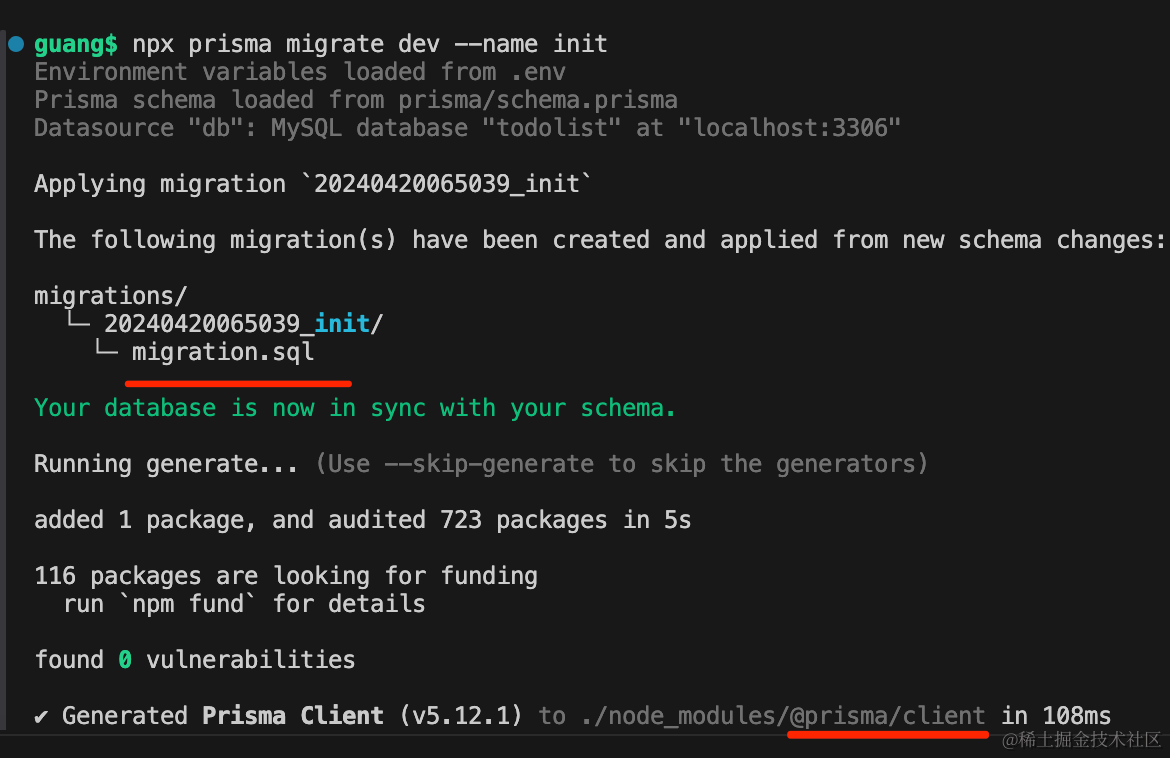 guang$ npx prisma migrate dev --name init
Environment variables loaded from .env
Prisma schema loaded from prisma/schema.prisma
Datasource "db": MySQL database "todolist" at "localhost:3306"
Applying migration `20240420065039_init`
The following migration(s) have been created and applied from new schema changes:
migrations/
└─ 20240420065039_init/
└─ migration.sql
Your database is now in sync with your schema.
Running generate... (Use --skip-generate to skip the generators)
added 1 package, and audited 723 packages in 5s
116 packages are looking for funding
run `npm fund` for details
found 0 vulnerabilities
✔ Generated Prisma Client (v5.12.1) to ./node_modules/@prisma/client in 108ms
@稀土掘金技术社区